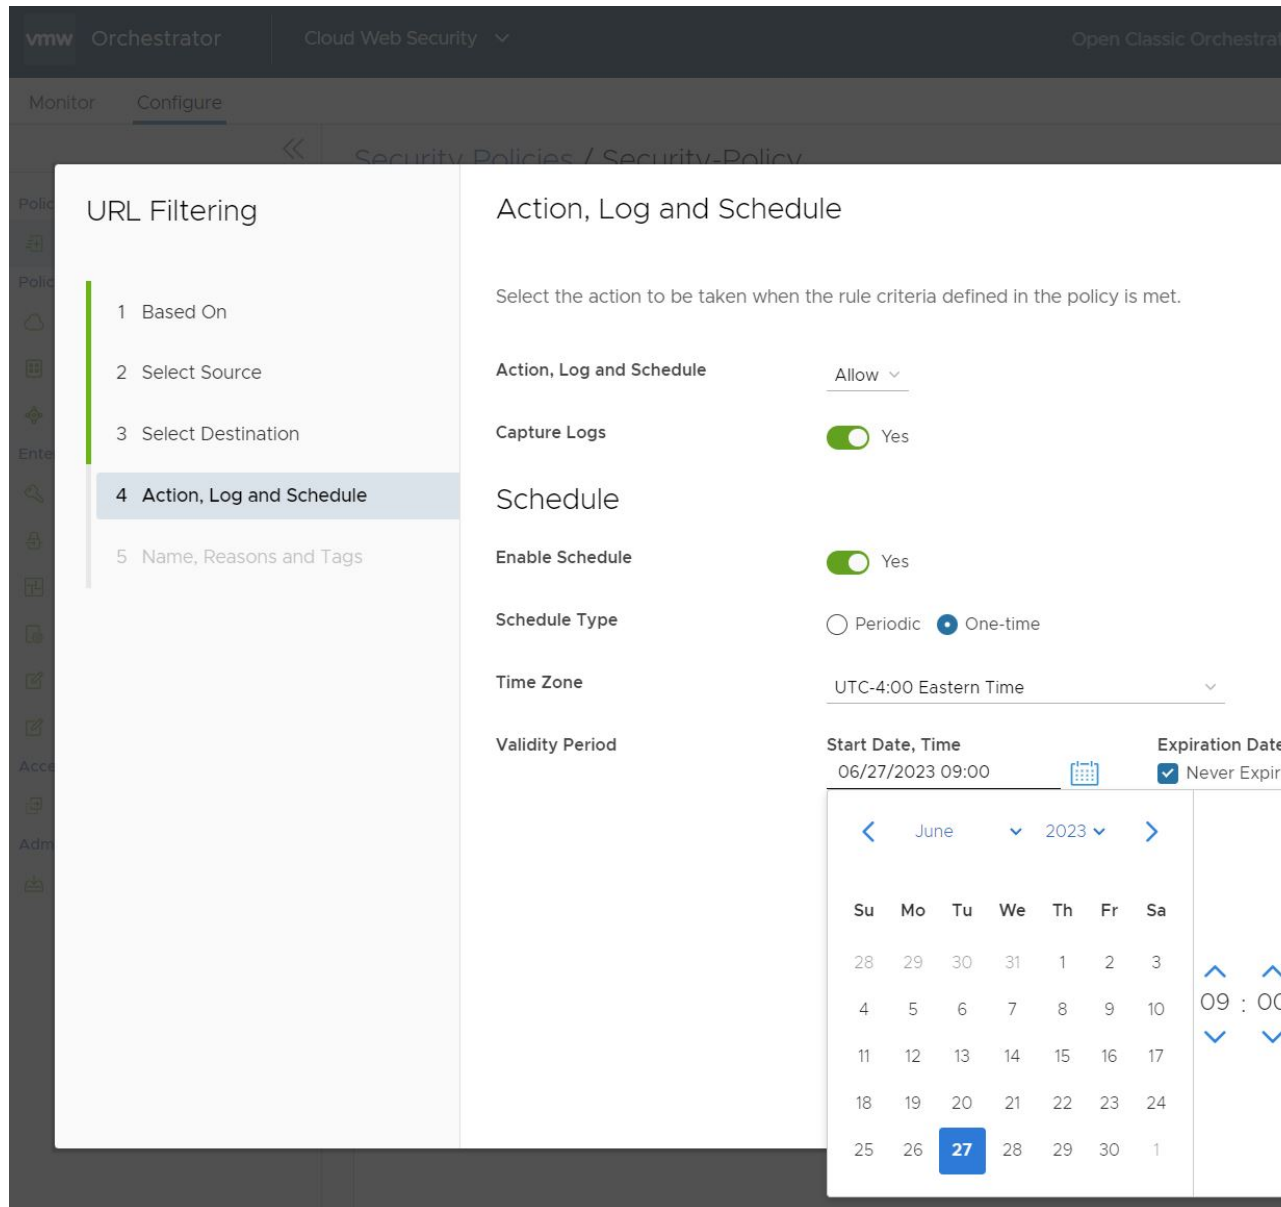 vmw Orchestrator Cloud Web Security Open Classic Orchestrat
Monitor Configure
Security Policies / Security-Policy
Polic
Polic
Ente
Acce
Adm
URL Filtering
1 Based On
2 Select Source
3 Select Destination
4 Action, Log and Schedule
5 Name, Reasons and Tags
Action, Log and Schedule
Select the action to be taken when the rule criteria defined in the policy is met.
Action, Log and Schedule Allow
Capture Logs Yes
Schedule
Enable Schedule Yes
Schedule Type Periodic One-time
Time Zone UTC-4:00 Eastern Time
Validity Period Start Date, Time Expiration Date
06/27/2023 09:00 Never Expir
June 2023
Su Mo Tu We Th Fr Sa
28 29 30 31 1 2 3
4 5 6 7 8 9 10
11 12 13 14 15 16 17
18 19 20 21 22 23 24
25 26 27 28 29 30 1
09 : 00